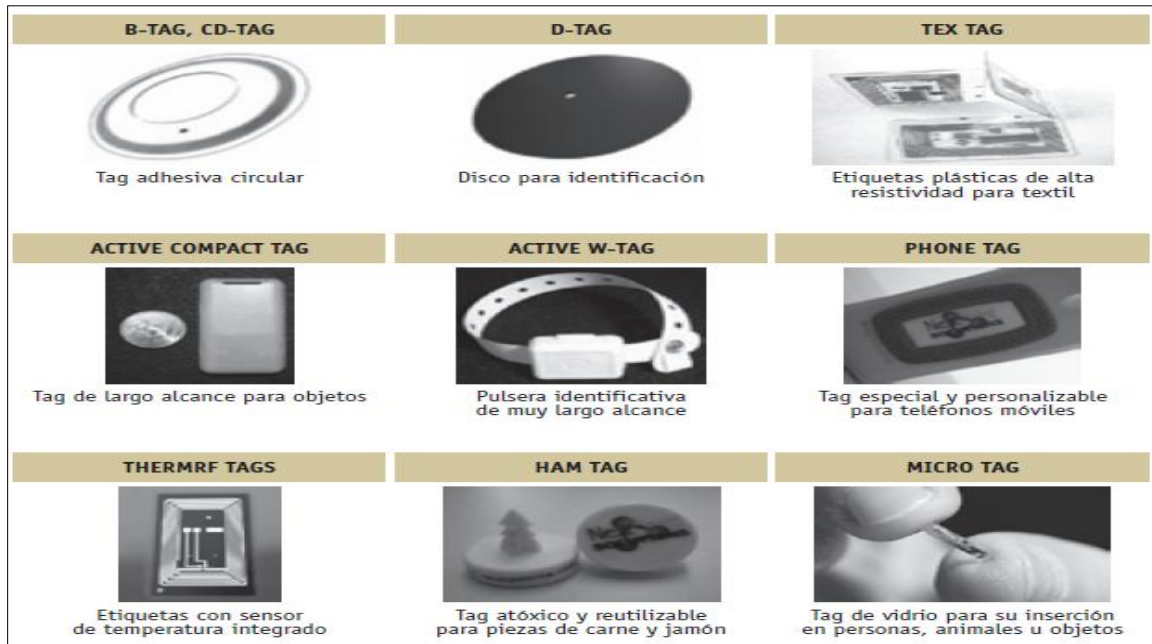 B-TAG, CD-TAG
D-TAG
TEX TAG
Tag adhesiva circular
Disco para identificación
Etiquetas plásticas de alta
resistividad para textil
ACTIVE COMPACT TAG
ACTIVE W-TAG
PHONE TAG
Tag de largo alcance para objetos
Pulsera identificativa
de muy largo alcance
Tag especial y personalizable
para teléfonos móviles
THERMRF TAGS
HAM TAG
MICRO TAG
Etiquetas con sensor
de temperatura integrado
Tag atóxico y reutilizable
para piezas de carne y jamón
Tag de vidrio para su inserción
en personas, animales u objetos